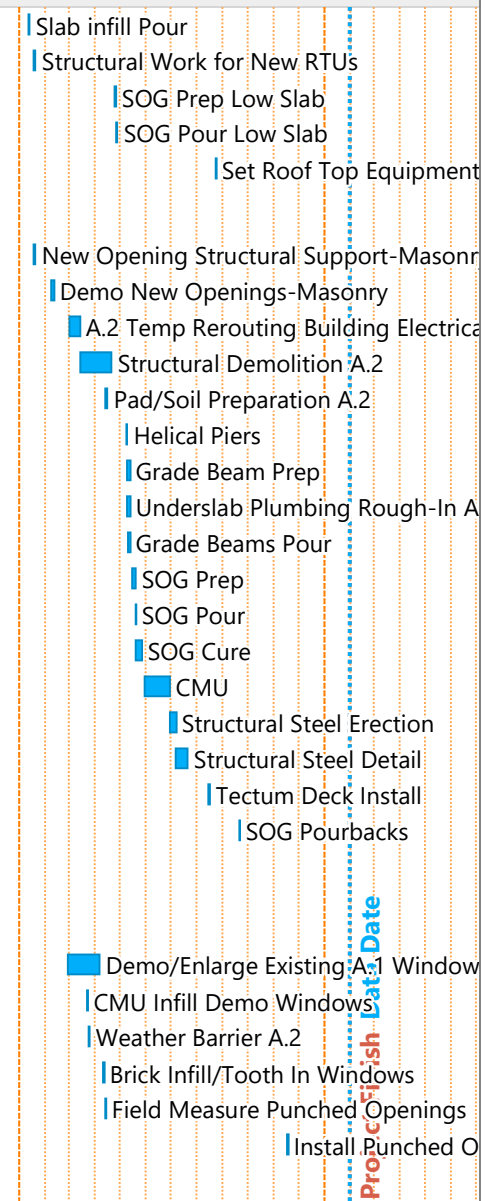 Slab infill Pour
Structural Work for New RTUs
SOG Prep Low Slab
SOG Pour Low Slab
Set Roof Top Equipment
New Opening Structural Support-Masonr
Demo New Openings-Masonry
A.2 Temp Rerouting Building Electrica
Structural Demolition A.2
Pad/Soil Preparation A.2
Helical Piers
Grade Beam Prep
Underslab Plumbing Rough-In A
Grade Beams Pour
SOG Prep
SOG Pour
SOG Cure
CMU
Structural Steel Erection
Structural Steel Detail
Tectum Deck Install
SOG Pourbacks
Data Date
Demo/Enlarge Existing A.1 Window
CMU Infill Demo Windows
Weather Barrier A.2
Brick Infill/Tooth In Windows
Field Measure Punched Openings
Install Punched O
Project Finish